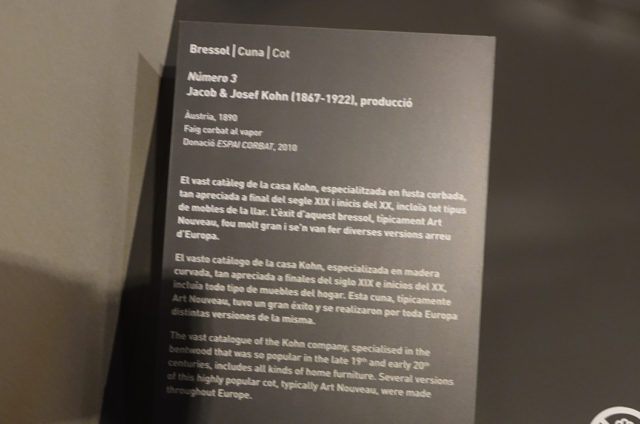 Bressol | Cuna | Cot
Número 3
Jacob & Josef Kohn (1867-1922), producció
Àustria, 1890
Faig corbat al vapor
Donació ESPAI CORBAT, 2010
El vast catàleg de la casa Kohn, especialitzada en fusta corbada,
tan apreciada a final del segle XIX i inicis del XX, incloïa tot tipus
de mobles de la llar. L'èxit d'aquest bressol, típicament Art
Nouveau, fou molt gran i se'n van fer diverses versions arreu
d'Europa.
El vasto catálogo de la casa Kohn, especializada en madera
curvada, tan apreciada a finales del siglo XIX e inicios del XX,
incluía todo tipo de muebles del hogar. Esta cuna, típicamente
Art Nouveau, tuvo un gran éxito y se realizaron por toda Europa
distintas versiones de la misma.
The vast catalogue of the Kohn company, specialised in the
bentwood that was so popular in the late 19th and early 20th
centuries, includes all kinds of home furniture. Several versions
of this highly popular cot, typically Art Nouveau, were made
throughout Europe.